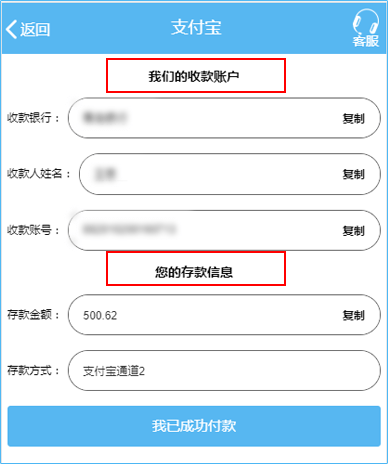 返回
支付宝
客服
我们的收款账户
收款银行：
复制
收款人姓名：
复制
收款账号：
复制
您的存款信息
存款金额： 500.62 复制
存款方式： 支付宝通道2
我已成功付款